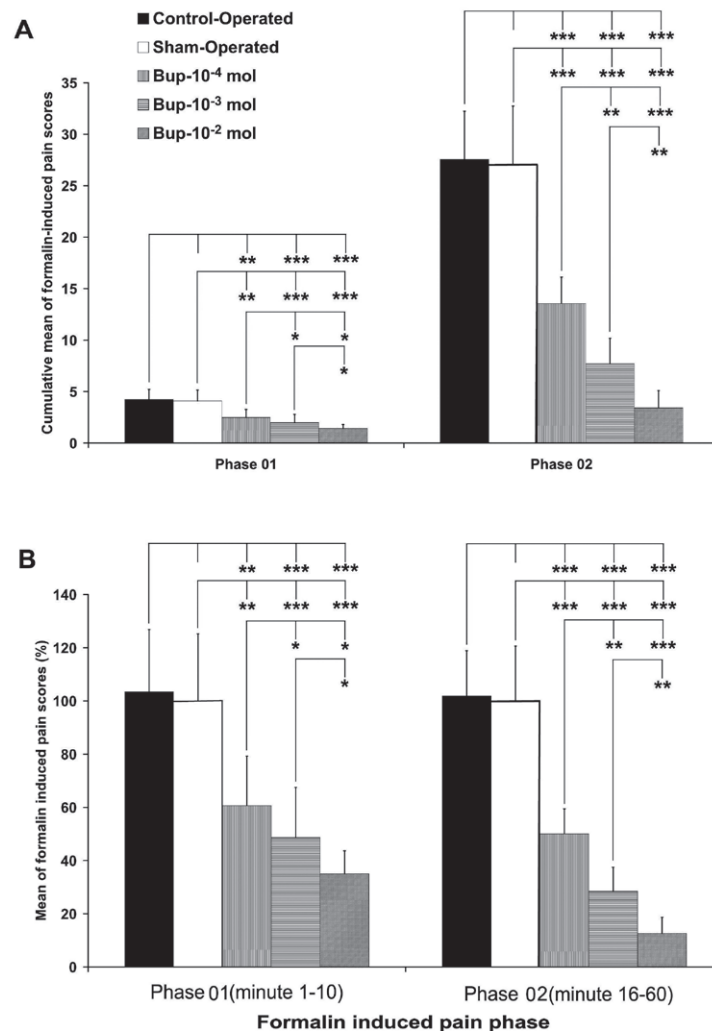 A
Control-Operated
Sham-Operated
Bup-10-4 mol
Bup-10-3 mol
Bup-10-2 mol
Cumulative mean of formalin-induced pain scores
35
30
25
20
15
10
5
0
** *** ***
** *** ***
* *
*
*** *** ***
*** *** ***
** ***
**
Phase 01 Phase 02
B
Mean of formalin induced pain scores (%)
140
120
100
80
60
40
20
0
** *** ***
** *** ***
* *
*
*** *** ***
*** *** ***
** ***
**
Phase 01(minute 1-10) Phase 02(minute 16-60)
Formalin induced pain phase